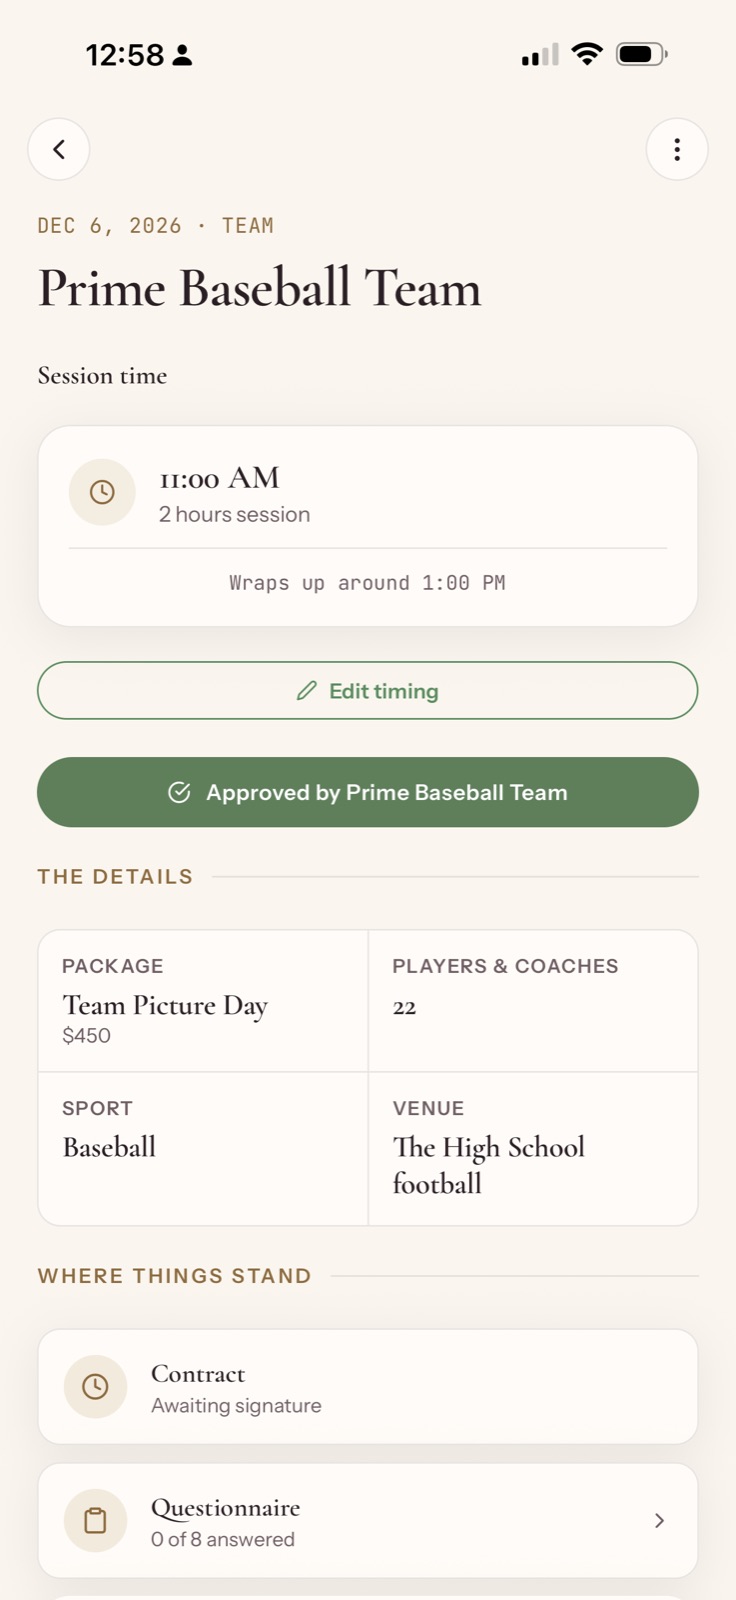 12:58
DEC 6, 2026 · TEAM
Prime Baseball Team
Session time
11:00 AM
2 hours session
Wraps up around 1:00 PM
Edit timing
Approved by Prime Baseball Team
THE DETAILS
PACKAGE
Team Picture Day
$450
PLAYERS & COACHES
22
SPORT
Baseball
VENUE
The High School
football
WHERE THINGS STAND
Contract
Awaiting signature
Questionnaire
0 of 8 answered